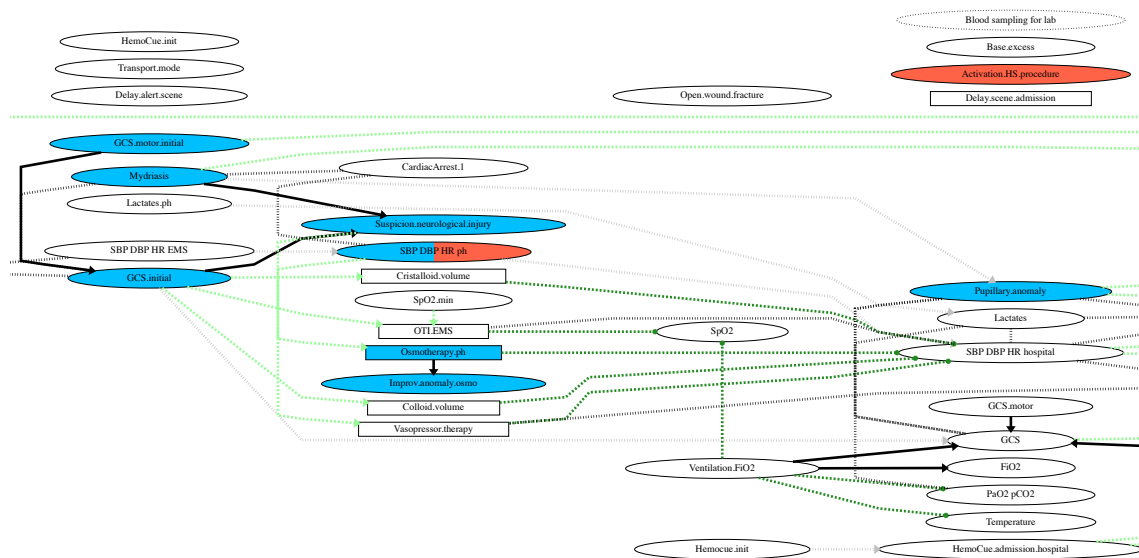 Blood sampling for lab
HemoCue.init
Base.excess
Transport.mode
Activation.HS.procedure
Delay.alert.scene
Open.wound.fracture
Delay.scene.admission
GCS.motor.initial
CardiacArrest.1
Mydriasis
Lactates.ph
Suspicion.neurological.injury
SBP DBP HR EMS
SBP DBP HR ph
GCS.initial
Cristalloid.volume
Pupillary.anomaly
SpO2.min
Lactates
OTI.EMS
SpO2
Osmotherapy.ph
SBP DBP HR hospital
Improv.anomaly.osmo
Colloid.volume
GCS.motor
Vasopressor.therapy
GCS
Ventilation.FiO2
FiO2
PaO2 pCO2
Temperature
Hemocue.init
HemoCue.admission.hospital